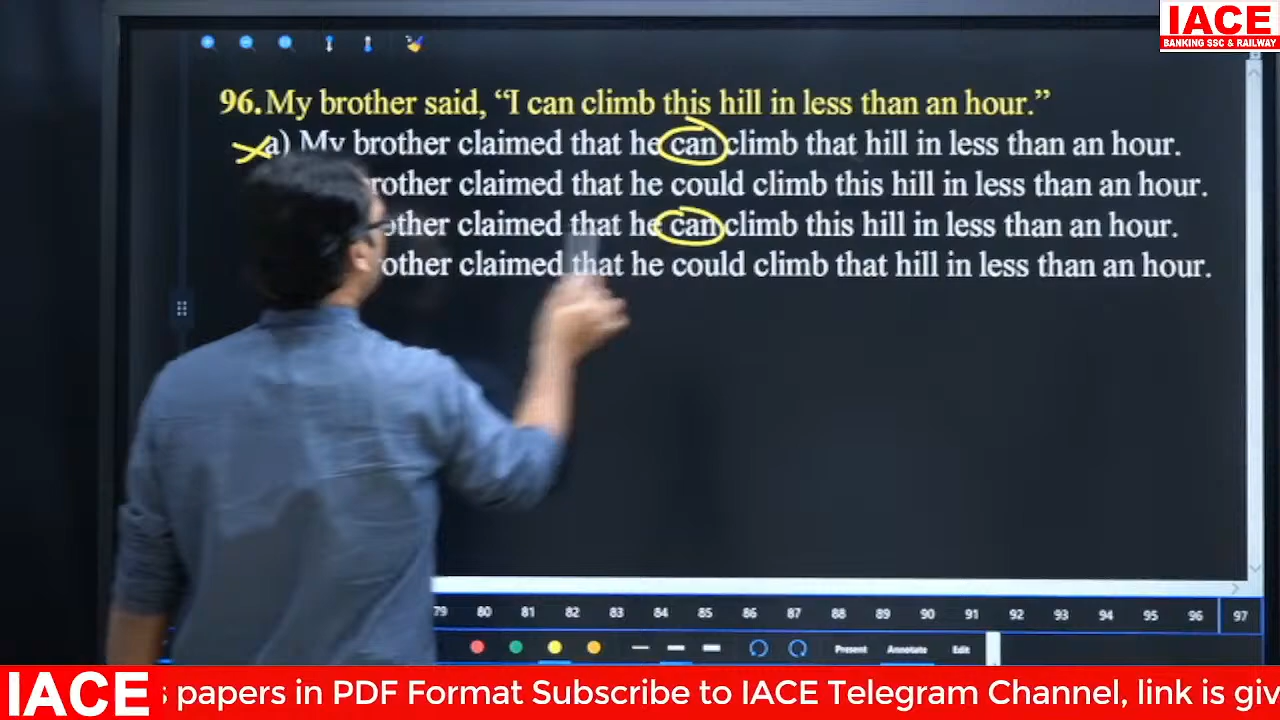 IACE
BANKING SSC & RAILWAY
96. My brother said, “I can climb this hill in less than an hour.”
a) My brother claimed that he can climb that hill in less than an hour.
brother claimed that he could climb this hill in less than an hour.
claimed that he can climb this hill in less than an hour.
claimed that he could climb that hill in less than an hour.
79 80 81 82 83 84 85 86 87 88 89 90 91 92 93 94 95 96 97
Present Annotate Edit
IACE papers in PDF Format Subscribe to IACE Telegram Channel, link is giv